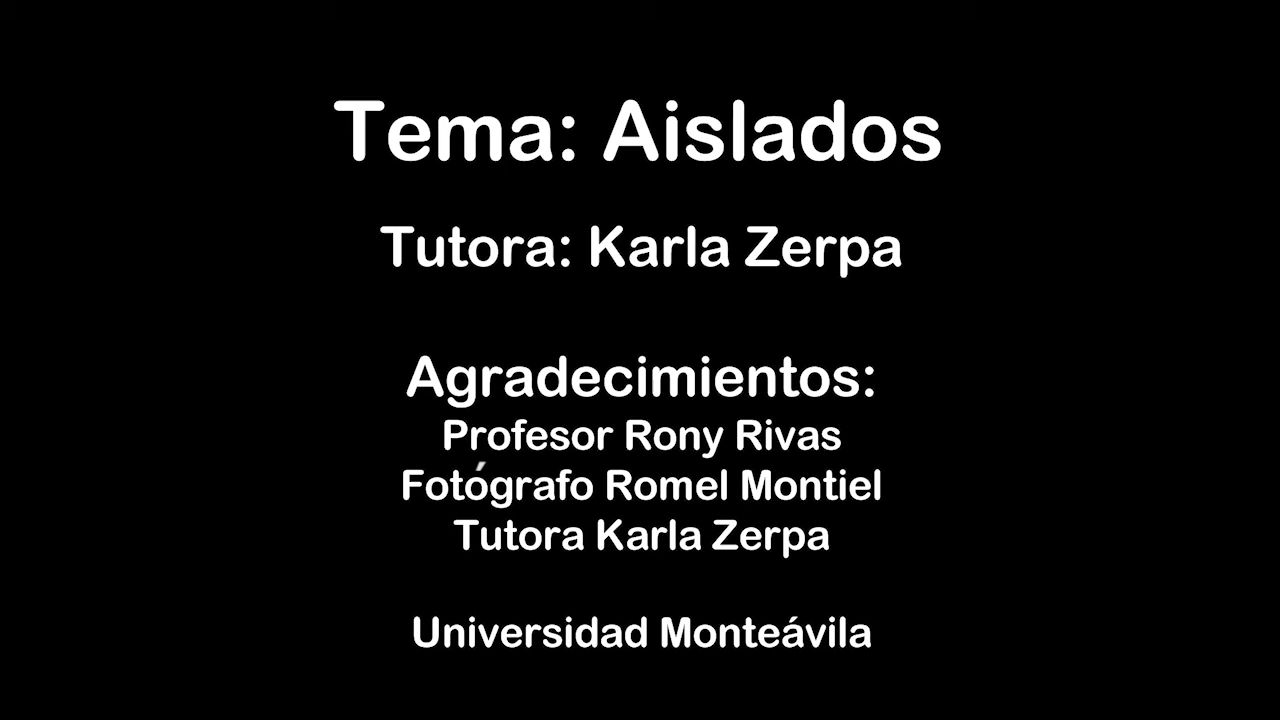 Tema: Aislados
Tutora: Karla Zerpa
Agradecimientos:
Profesor Rony Rivas
Fotógrafo Romel Montiel
Tutora Karla Zerpa
Universidad Monteávila